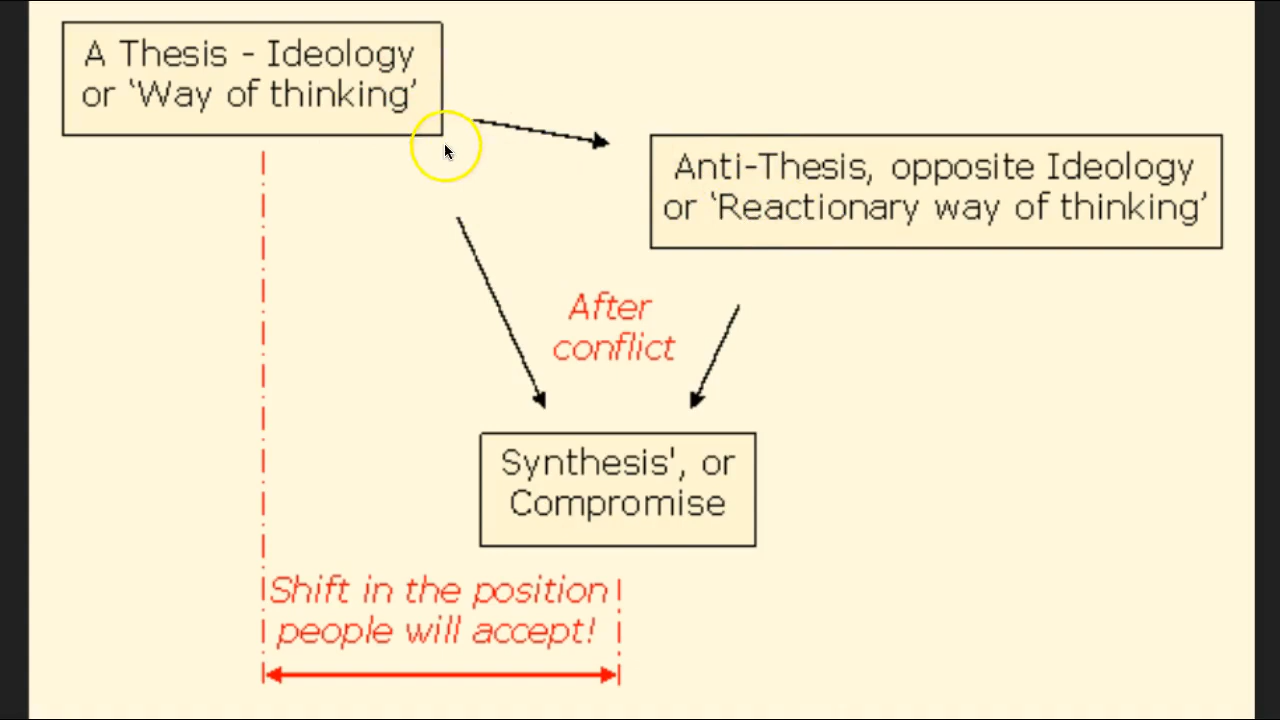 A Thesis - Ideology
or ‘Way of thinking’
Anti-Thesis, opposite Ideology
or ‘Reactionary way of thinking’
After
conflict
Synthesis', or
Compromise
Shift in the position
people will accept!